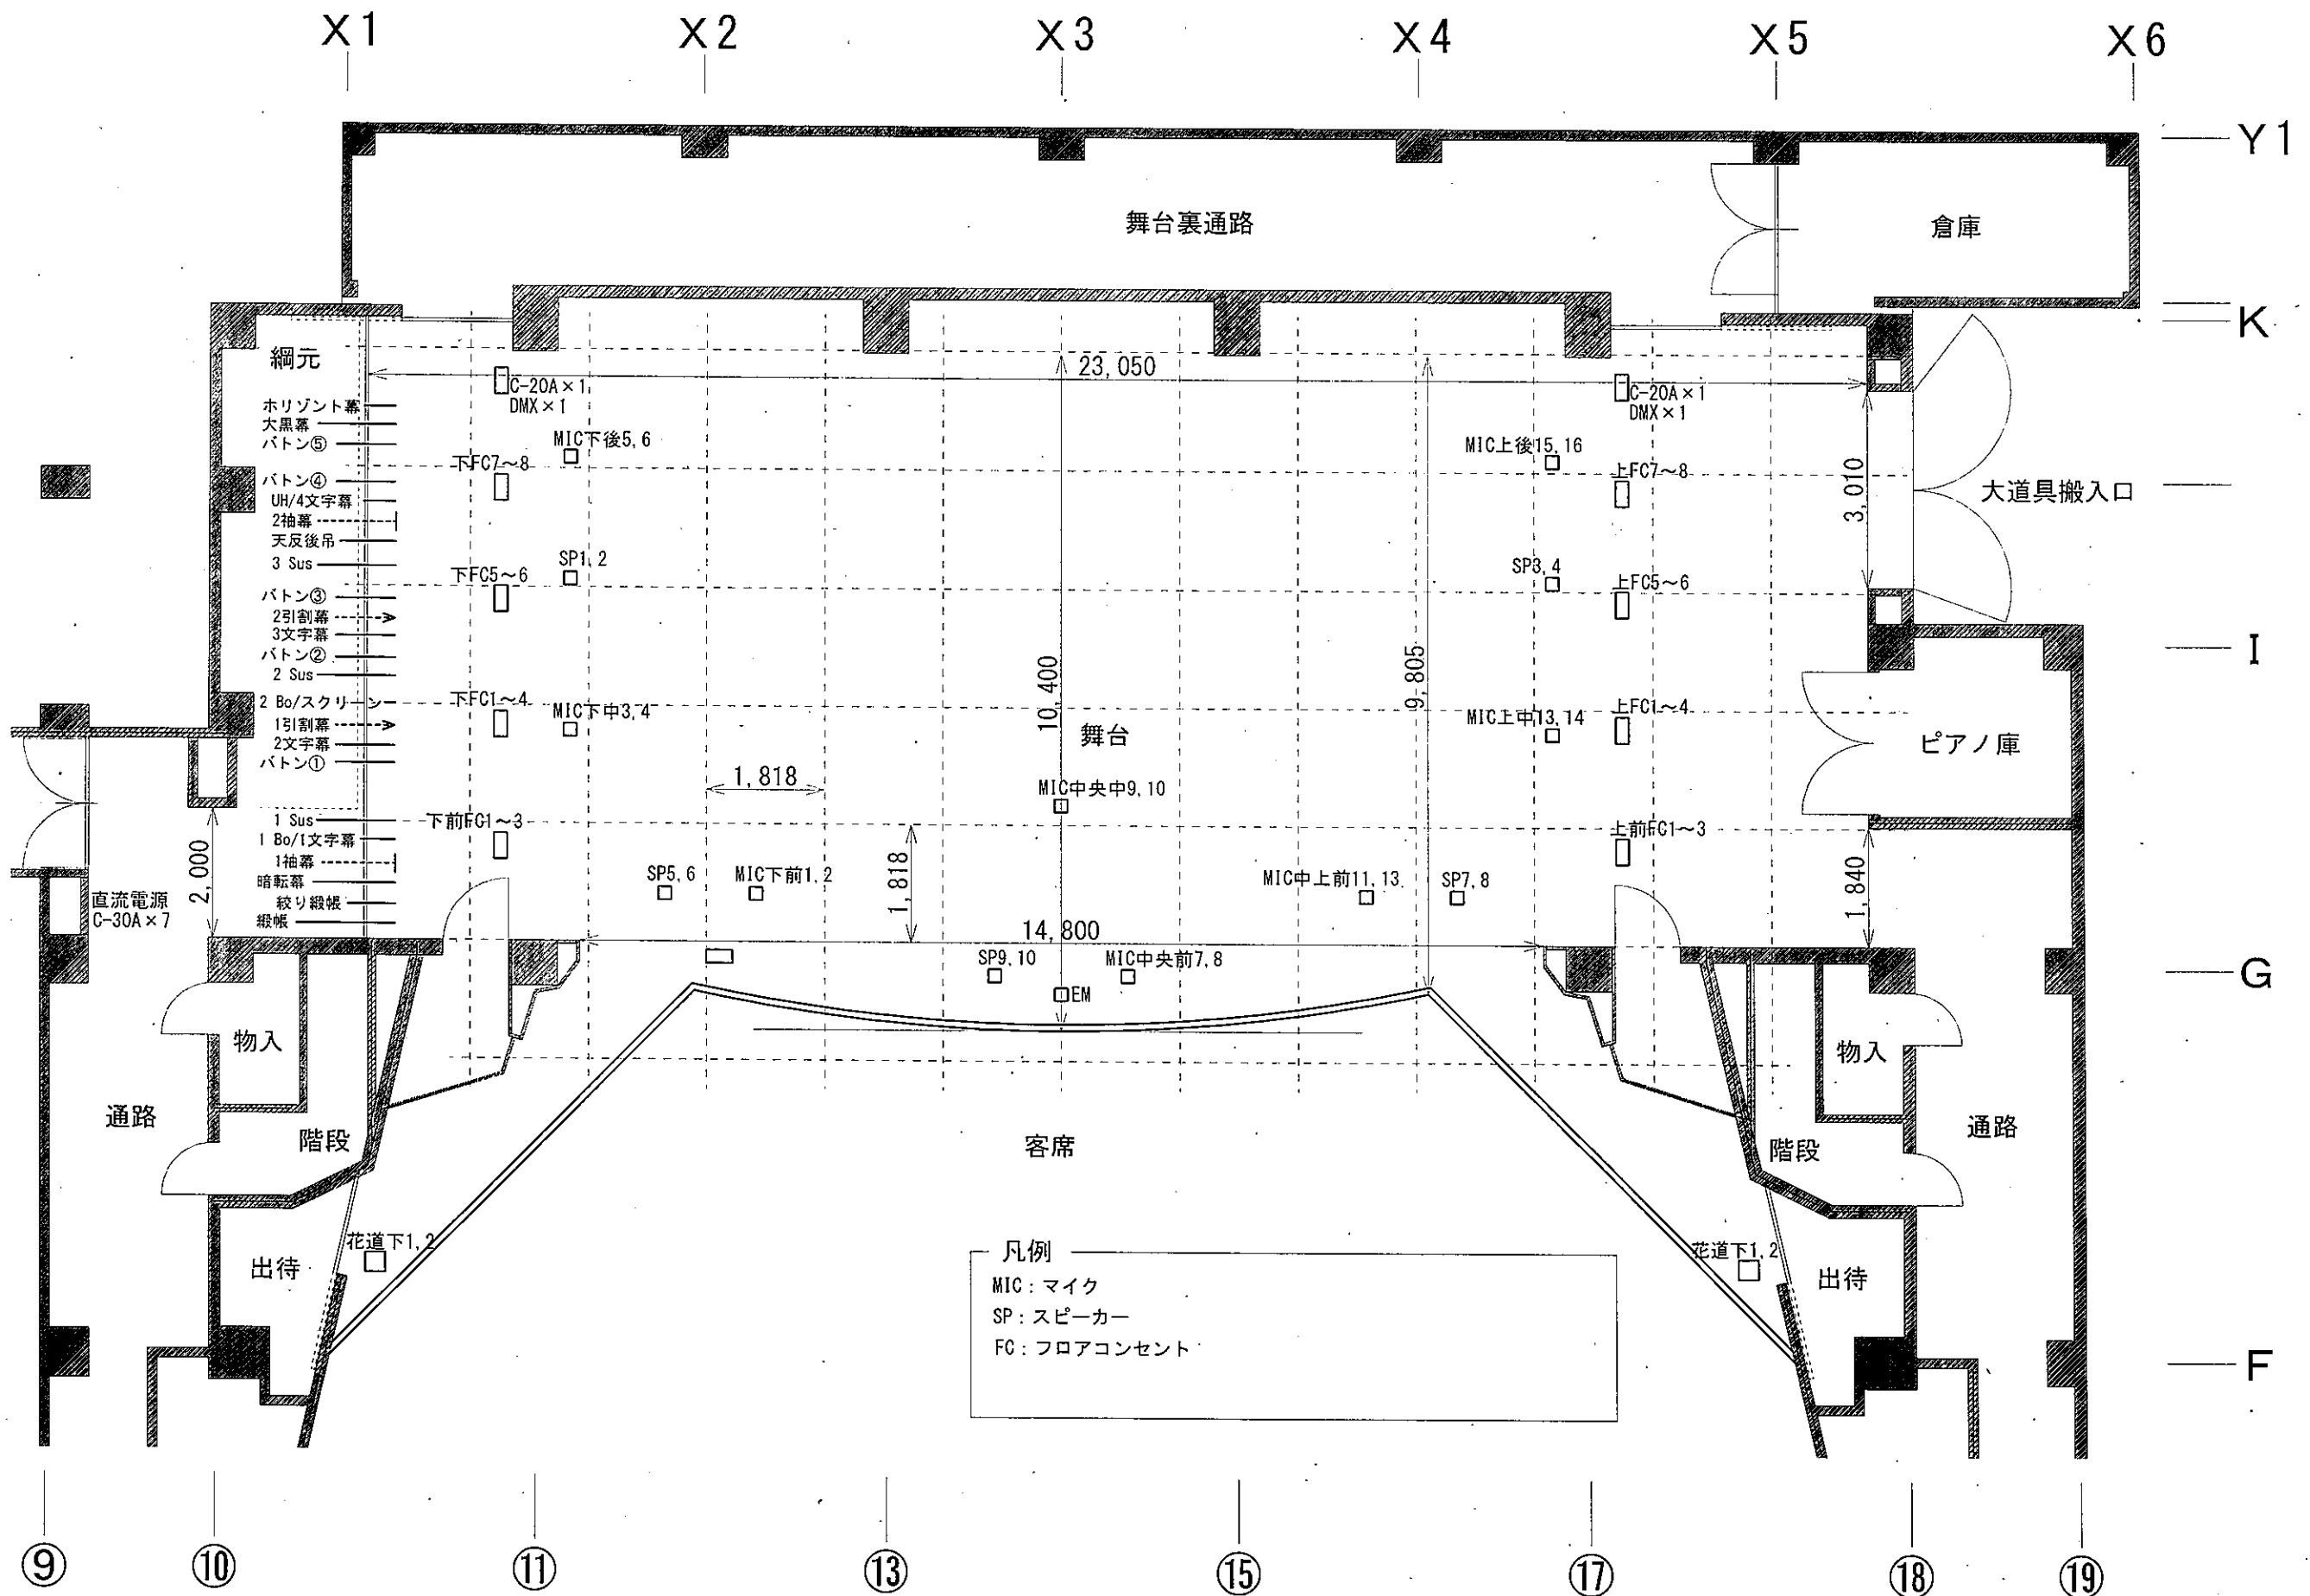 X1 X2 X3 X4 X5 X6
Y1
舞台裏通路
倉庫
K
綱元
23,050
C-20A×1
DMX×1
C-20A×1
DMX×1
ホリゾント幕
大黒幕
バトン⑤
MIC下後5,6
MIC上後15,16
下FC7〜8
上FC7〜8
バトン④
UH/4文字幕
2袖幕
天反後吊
3 Sus
3,010
大道具搬入口
SP1,2
SP3,4
下FC5〜6
上FC5〜6
バトン③
2引割幕
3文字幕
バトン②
2 Sus
I
10,400
9,805
2 Bo/スクリーン
1引割幕
2文字幕
バトン①
下FC1〜4
MIC下中3,4
MIC上中13,14
上FC1〜4
舞台
ピアノ庫
1,818
MIC中央中9,10
1 Sus
1 Bo/1文字幕
1袖幕
暗転幕
絞り緞帳
緞帳
下前FC1〜3
上前FC1〜3
2,000
直流電源
C-30A×7
SP5,6
MIC下前1,2
1,818
MIC中上前11,13
SP7,8
1,840
14,800
SP9,10
MIC中央前7,8
EM
G
物入
物入
通路
階段
客席
階段
通路
花道下1,2
花道下1,2
出待
出待
凡例
MIC:マイク
SP:スピーカー
FC:フロアコンセント
F
⑨ ⑩ ⑪ ⑬ ⑮ ⑰ ⑱ ⑲